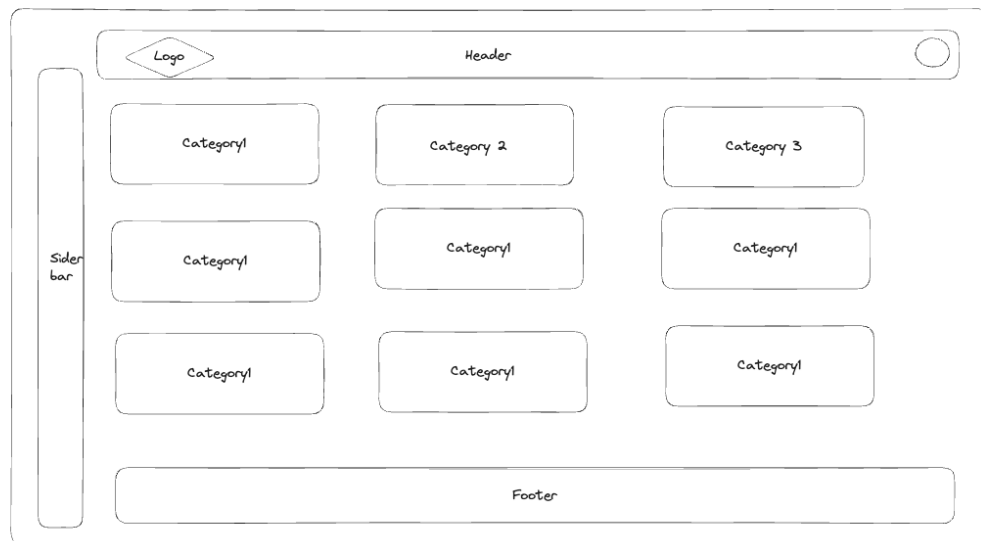 Logo
Header
Category1
Category 2
Category 3
Sider
bar
Category1
Category1
Category1
Category1
Category1
Category1
Footer